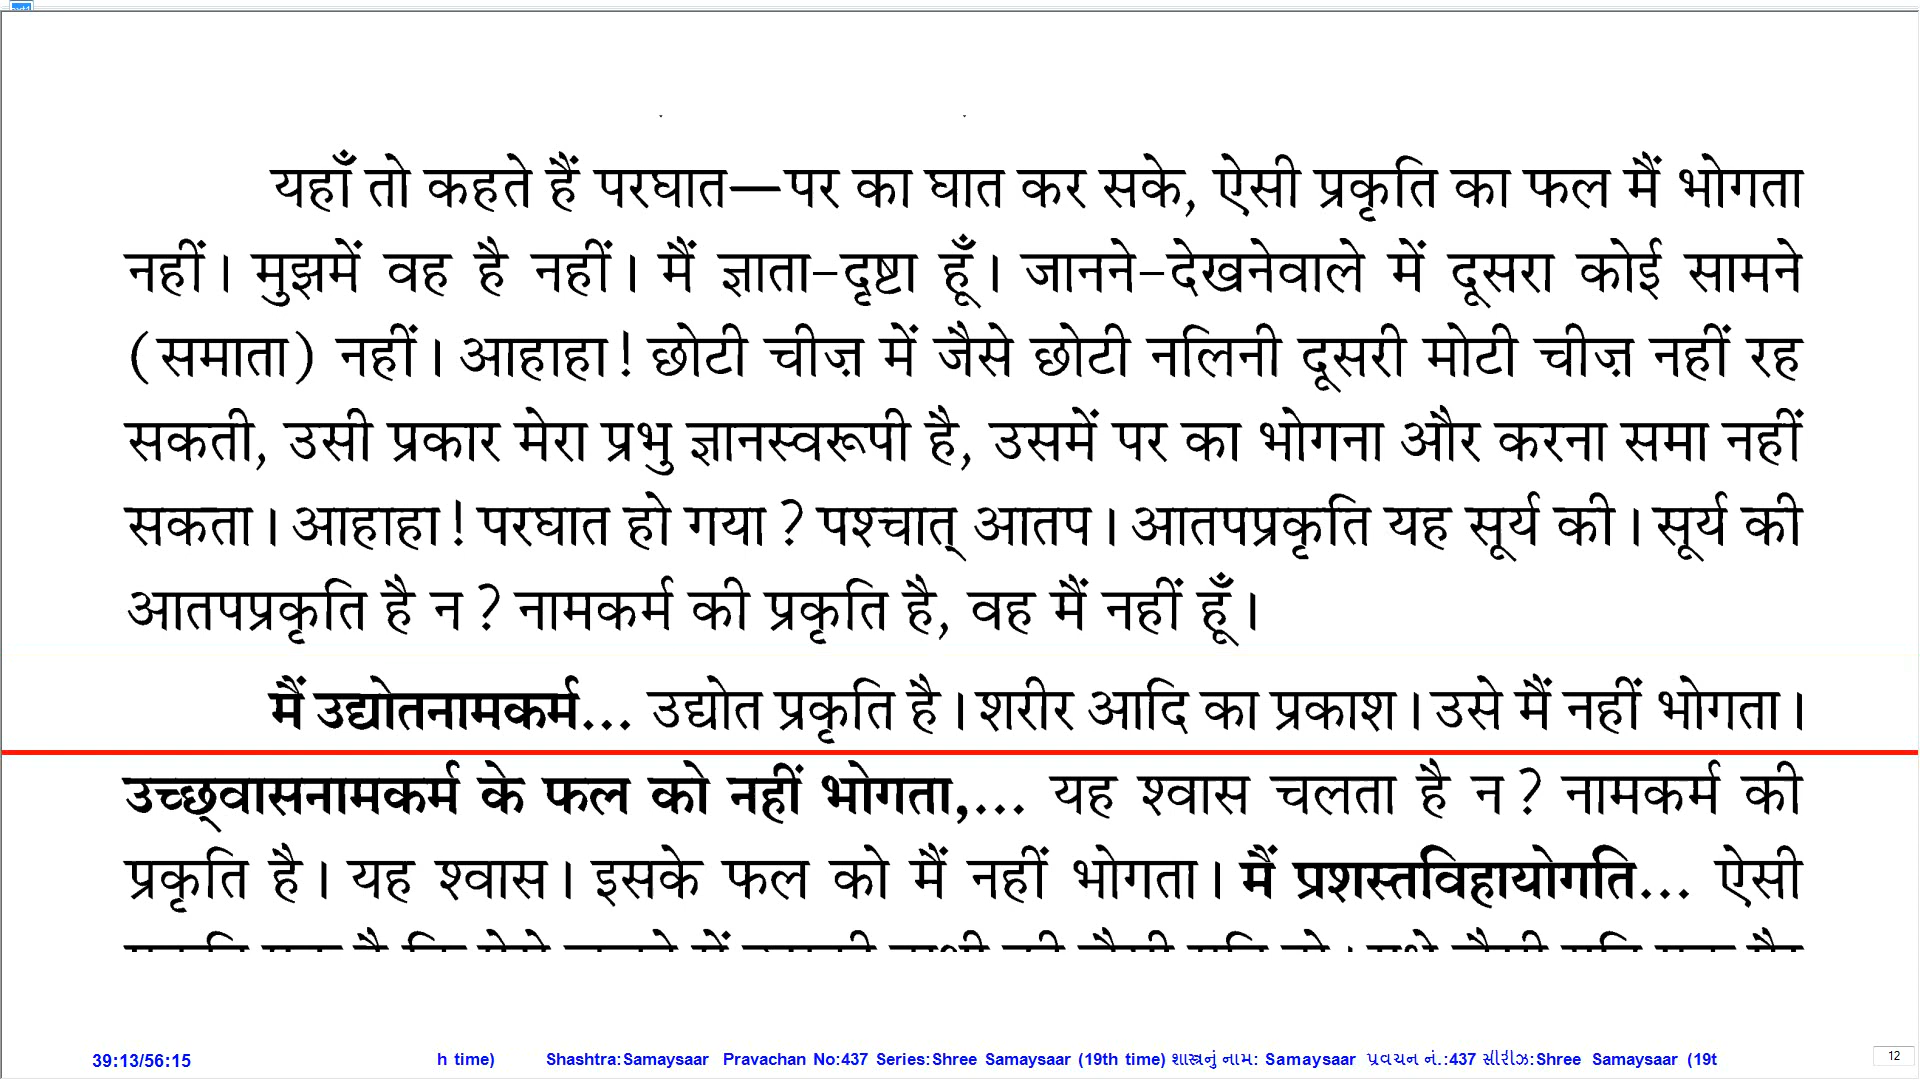 यहाँ तो कहते हैं परघात—पर का घात कर सके, ऐसी प्रकृति का फल मैं भोगता
नहीं। मुझमें वह है नहीं। मैं ज्ञाता-दृष्टा हूँ। जानने-देखनेवाले में दूसरा कोई सामने
(समाता) नहीं। आहाहा! छोटी चीज़ में जैसे छोटी नलिनी दूसरी मोटी चीज़ नहीं रह
सकती, उसी प्रकार मेरा प्रभु ज्ञानस्वरूपी है, उसमें पर का भोगना और करना समा नहीं
सकता। आहाहा! परघात हो गया? पश्चात् आतप। आतपप्रकृति यह सूर्य की। सूर्य की
आतपप्रकृति है न? नामकर्म की प्रकृति है, वह मैं नहीं हूँ।
मैं उद्योतनामकर्म... उद्योत प्रकृति है। शरीर आदि का प्रकाश। उसे मैं नहीं भोगता।
उच्छ्वासनामकर्म के फल को नहीं भोगता,... यह श्वास चलता है न? नामकर्म की
प्रकृति है। यह श्वास। इसके फल को मैं नहीं भोगता। मैं प्रशस्तविहायोगति... ऐसी
39:13/56:15 h time) Shashtra:Samaysaar Pravachan No:437 Series:Shree Samaysaar (19th time) શાસ્ત્રનું નામ: Samaysaar પ્રવચન નં.:437 સીરીઝ:Shree Samaysaar (19t 12